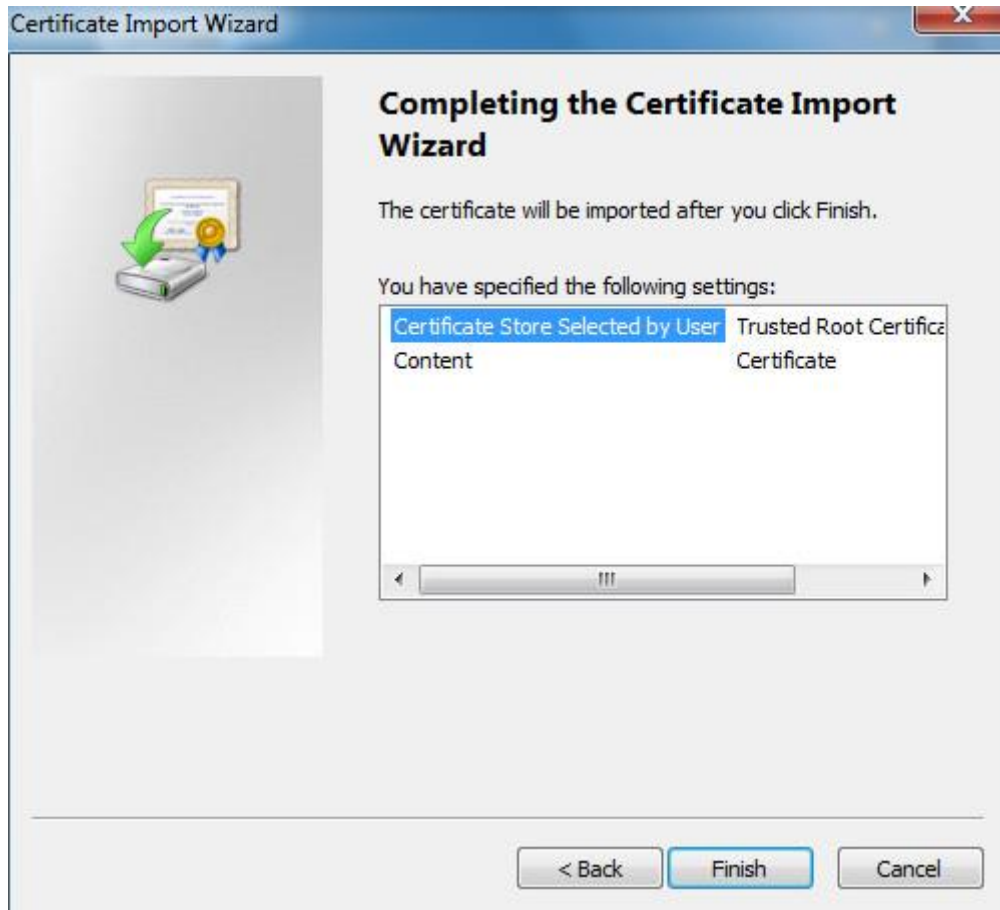 Certificate Import Wizard
Completing the Certificate Import
Wizard
The certificate will be imported after you click Finish.
You have specified the following settings:
Certificate Store Selected by User Trusted Root Certifica
Content Certificate
< Back Finish Cancel